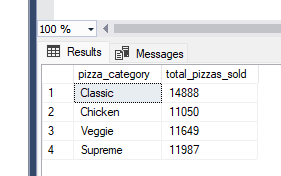 100 %
Results Messages
pizza_category total_pizzas_sold
1 Classic 14888
2 Chicken 11050
3 Veggie 11649
4 Supreme 11987